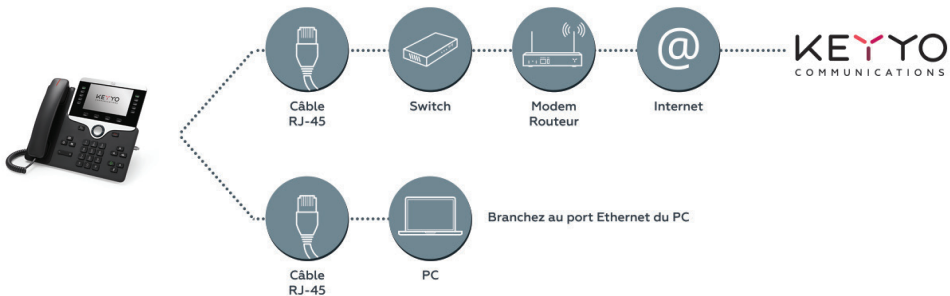 KEYYO
Câble
RJ-45
Switch
Modem
Routeur
@
Internet
KEYYO
COMMUNICATIONS
Câble
RJ-45
PC
Branchez au port Ethernet du PC